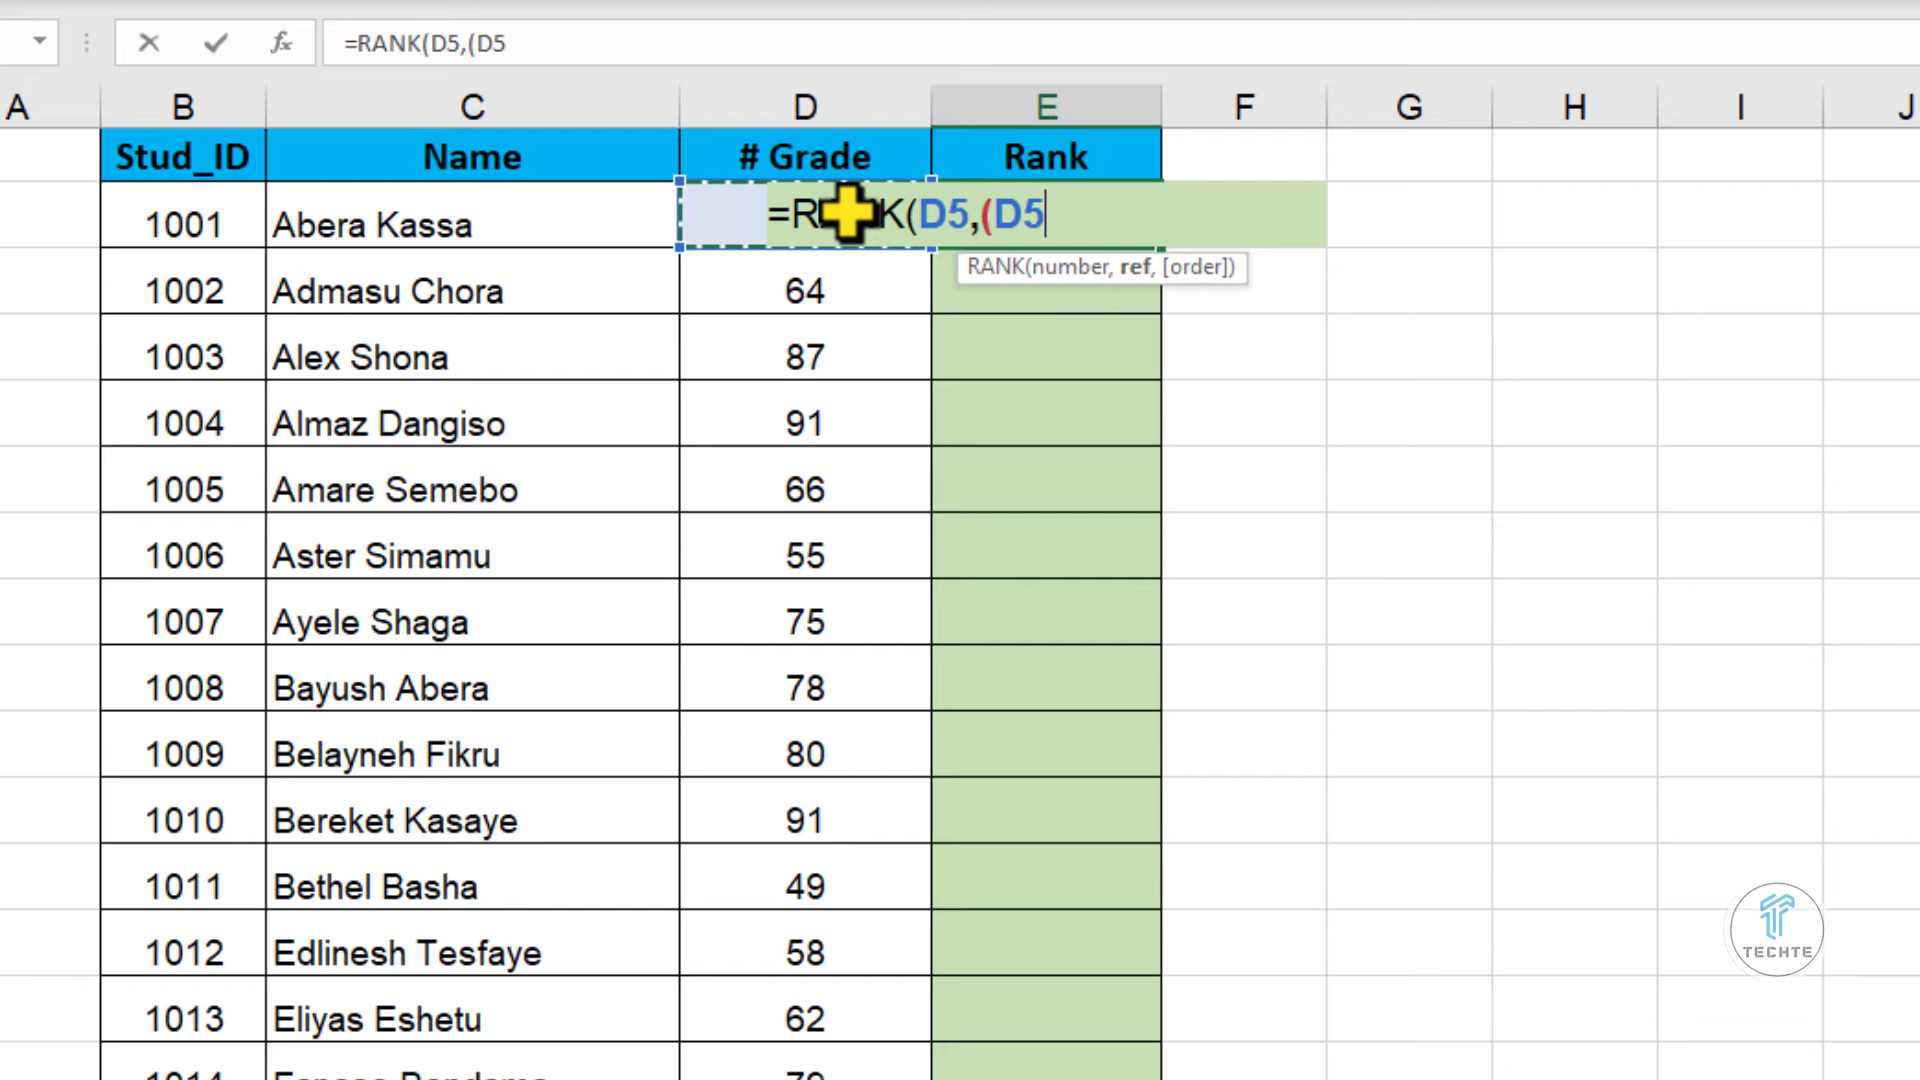 =RANK(D5,(D5
A B C D E F G H I J
Stud_ID Name # Grade Rank
1001 Abera Kassa =R K(D5,(D5
RANK(number, ref, [order])
1002 Admasu Chora 64
1003 Alex Shona 87
1004 Almaz Dangiso 91
1005 Amare Semebo 66
1006 Aster Simamu 55
1007 Ayele Shaga 75
1008 Bayush Abera 78
1009 Belayneh Fikru 80
1010 Bereket Kasaye 91
1011 Bethel Basha 49
1012 Edlinesh Tesfaye 58
1013 Eliyas Eshetu 62
1014
TECHTE